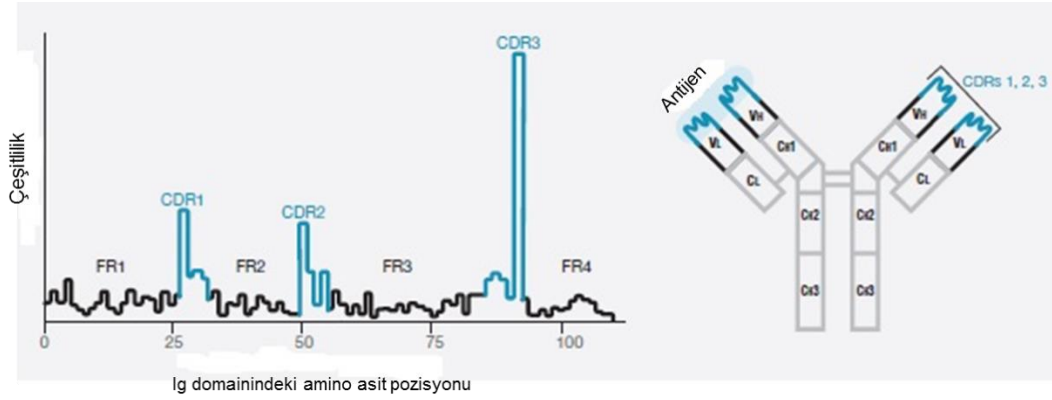 CDR3
CDR1
CDR2
FR1
FR2
FR3
FR4
Çeşitlilik
0
25
50
75
100
Ig domainindeki amino asit pozisyonu
Antijen
CDRs 1, 2, 3
VH
VH
VL
VL
CH1
CH1
CL
CL
CH2
CH2
CH3
CH3